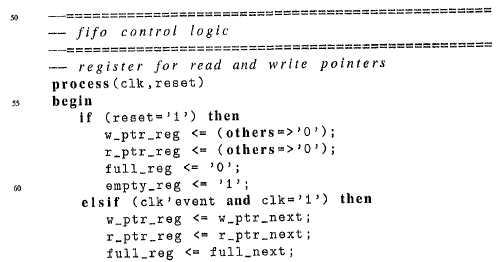 50 --=================================================
-- fifo control logic
--=================================================
-- register for read and write pointers
process(clk,reset)
55 begin
if (reset='1') then
w_ptr_reg <= (others=>'0');
r_ptr_reg <= (others=>'0');
full_reg <= '0';
60 empty_reg <= '1';
elsif (clk'event and clk='1') then
w_ptr_reg <= w_ptr_next;
r_ptr_reg <= r_ptr_next;
full_reg <= full_next;